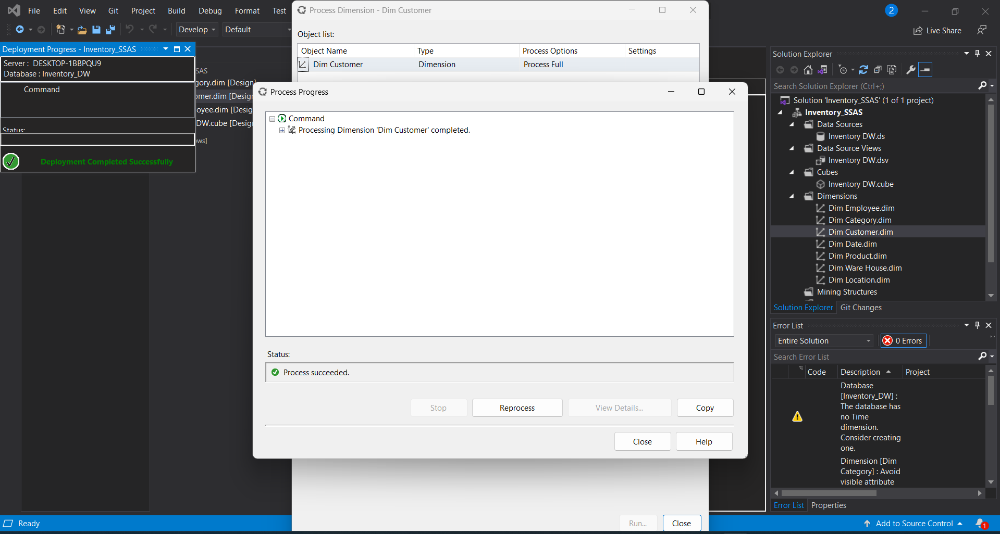 File Edit View Git Project Build Debug Format Test
Process Dimension - Dim Customer
2
Develop Default
Live Share
Object list:
Object Name Type Process Options Settings
Dim Customer Dimension Process Full
Deployment Progress - Inventory_SSAS
Server : DESKTOP-1BBPQU9
Database : Inventory_DW
Command
Status:
Deployment Completed Successfully
SAS
gory.dim [Design]
omer.dim [Desig
oyee.dim [Desig
DW.cube [Desig
ows]
Process Progress
Command
Processing Dimension 'Dim Customer' completed.
Status:
Process succeeded.
Stop Reprocess View Details... Copy
Close Help
Run... Close
Solution Explorer
Search Solution Explorer (Ctrl+;)
Solution 'Inventory_SSAS' (1 of 1 project)
Inventory_SSAS
Data Sources
Inventory DW.ds
Data Source Views
Inventory DW.dsv
Cubes
Inventory DW.cube
Dimensions
Dim Employee.dim
Dim Category.dim
Dim Customer.dim
Dim Date.dim
Dim Product.dim
Dim Ware House.dim
Dim Location.dim
Mining Structures
Solution Explorer Git Changes
Error List
Entire Solution 0 Errors
Search Error List
Code Description Project
Database
[Inventory_DW] :
The database has
no Time
dimension.
Consider creating
one.
Dimension [Dim
Category] : Avoid
visible attribute
Error List Properties
Ready
Add to Source Control 1